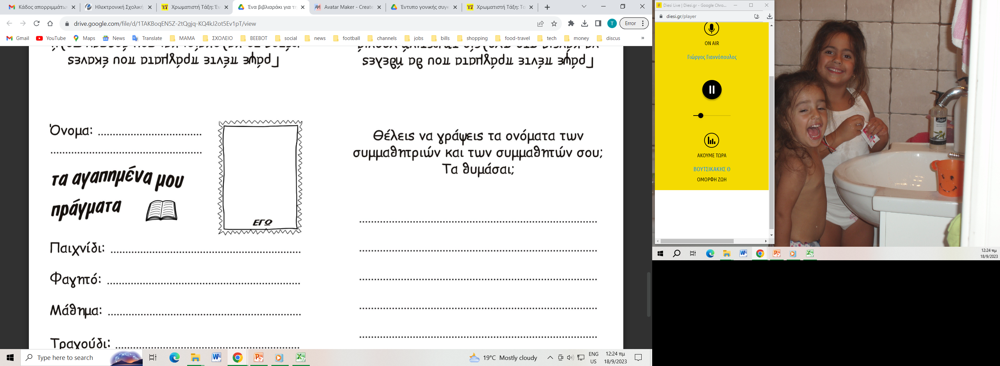 Κάδος απορριμμάτων
Ηλεκτρονική Σχολική
Χρωματιστή Τάξη: Έν
Ένα βιβλιαράκι για τη
Avatar Maker - Create
Έντυπο γονικής συγκ
Χρωματιστή Τάξη: Το
drive.google.com/file/d/1TAKBoqEN5Z-2tQgjq-KQ4kJ2ot5Ev1pT/view
T
Error
Gmail
YouTube
Maps
News
Translate
ΜΑΜΑ
ΣΧΟΛΕΙΟ
BEEBOT
social
news
football
channels
jobs
bills
shopping
food-travel
tech
money
discus
»
Γράψε πέντε πράγματα που έκανες
Γράψε πέντε πράγματα που θα ήθελες
Όνομα: ..................................
τα αγαπημένα μου
πράγματα
ΕΓΩ
Παιχνίδι: ..................................
Φαγητό: ..................................
Μάθημα: ..................................
Τραγούδι: ..................................
Θέλεις να γράψεις τα ονόματα των
συμμαθητριών και των συμμαθητών σου;
Τα θυμάσαι;
Type here to search
19°C Mostly cloudy
ENG
US
12:24 πμ
18/9/2023
Diesi Live | Diesi.gr - Google Chro...
diesi.gr/player
ON AIR
Γιώργος Γιαννόπουλος
ΑΚΟΥΜΕ ΤΩΡΑ
ΒΟΥΤΣΙΚΑΚΗΣ Θ
ΟΜΟΡΦΗ ΖΩΗ
12:24 πμ
18/9/2023